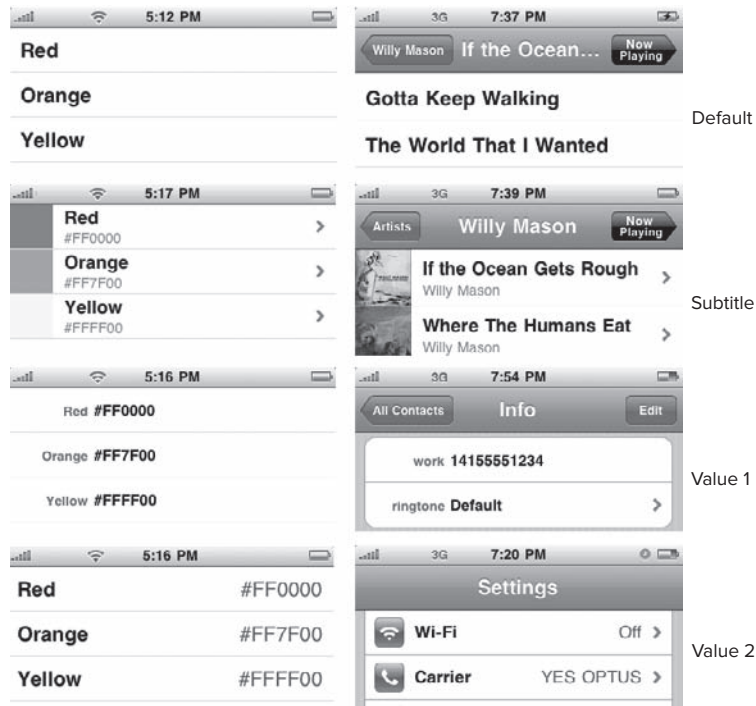 5:12 PM
Red
Orange
Yellow
3G 7:37 PM
Willy Mason If the Ocean... Now Playing
Gotta Keep Walking
The World That I Wanted
Default
5:17 PM
Red
#FF0000
Orange
#FF7F00
Yellow
#FFFF00
3G 7:39 PM
Artists Willy Mason Now Playing
If the Ocean Gets Rough
Willy Mason
Where The Humans Eat
Willy Mason
Subtitle
5:16 PM
Red #FF0000
Orange #FF7F00
Yellow #FFFF00
3G 7:54 PM
All Contacts Info Edit
work 14155551234
ringtone Default
Value 1
5:16 PM
Red #FF0000
Orange #FF7F00
Yellow #FFFF00
3G 7:20 PM
Settings
Wi-Fi Off
Carrier YES OPTUS
Value 2